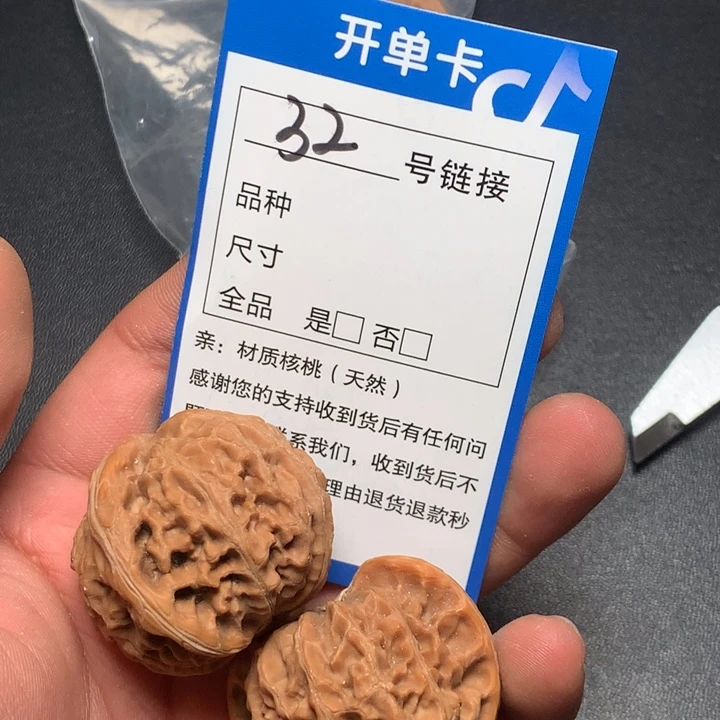 开单卡
32 号链接
品种
尺寸
全品 是□ 否□
亲：材质核桃（天然）
感谢您的支持收到货后有任何问
系我们，收到货后不
理由退货退款秒